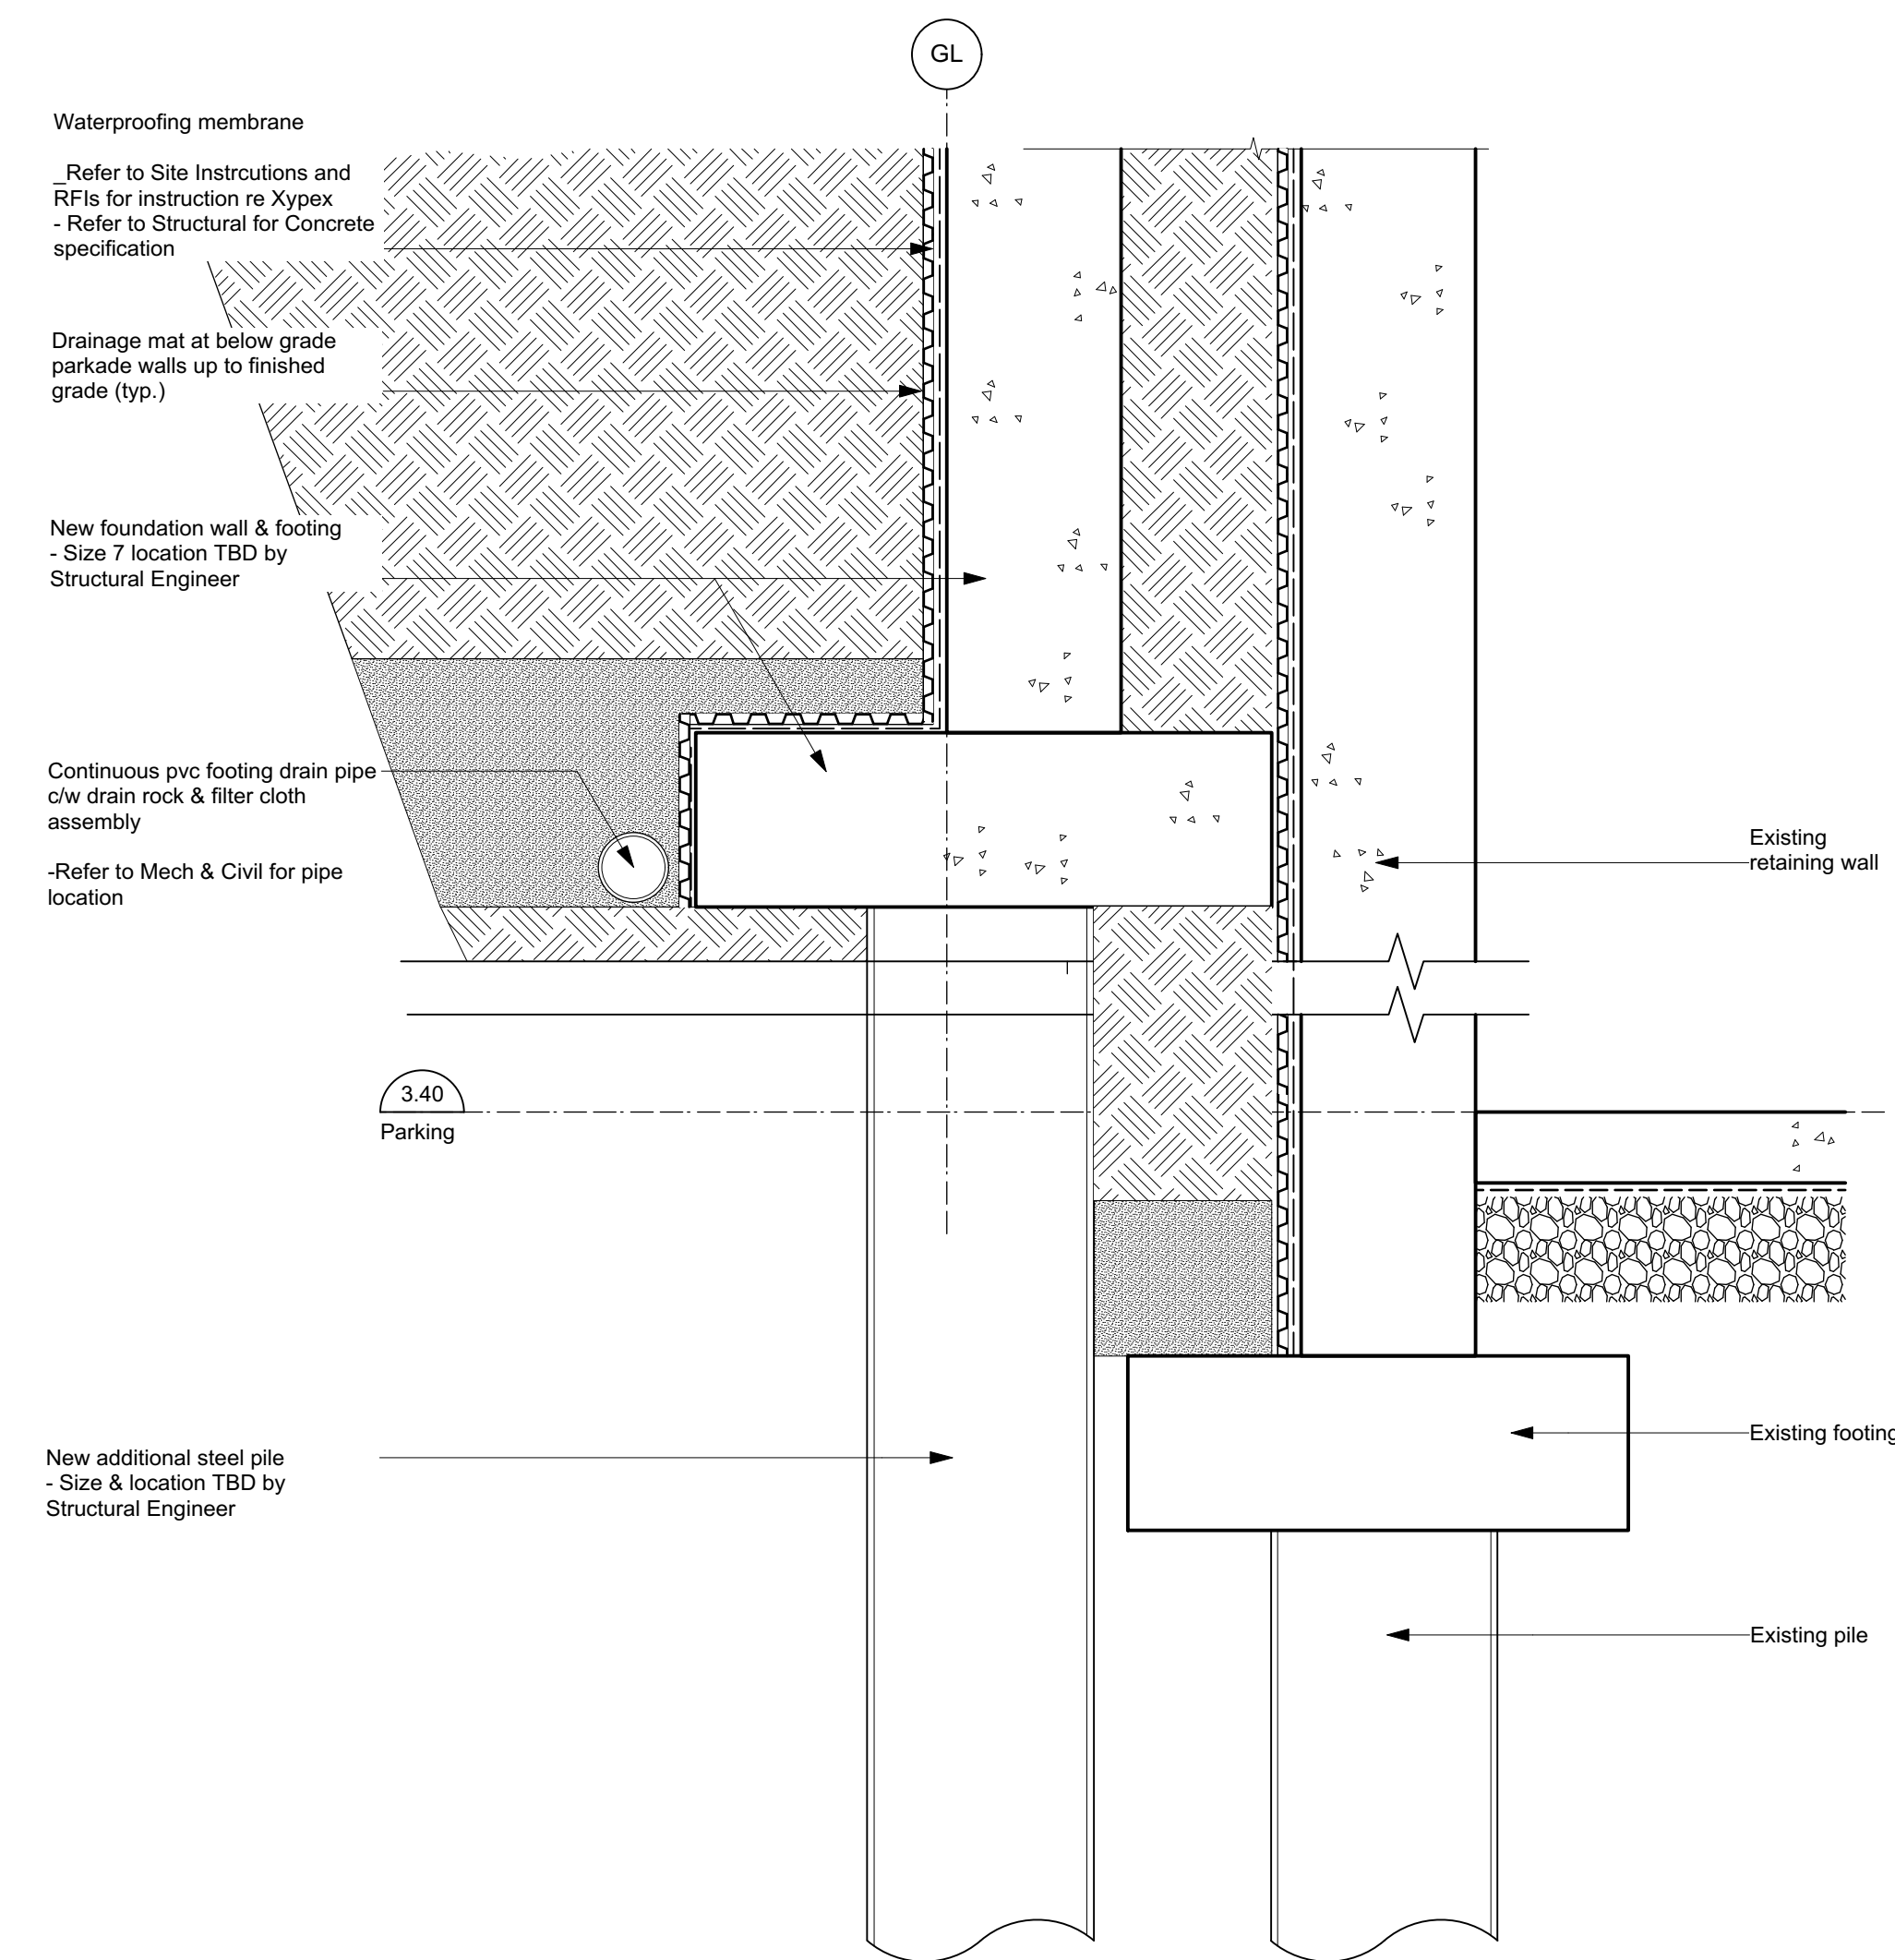 GL
Waterproofing membrane
_Refer to Site Instrcutions and
RFIs for instruction re Xypex
- Refer to Structural for Concrete
specification
Drainage mat at below grade
parkade walls up to finished
grade (typ.)
New foundation wall & footing
- Size 7 location TBD by
Structural Engineer
Continuous pvc footing drain pipe
c/w drain rock & filter cloth
assembly
-Refer to Mech & Civil for pipe
location
Existing
retaining wall
3.40
Parking
New additional steel pile
- Size & location TBD by
Structural Engineer
Existing footing
Existing pile